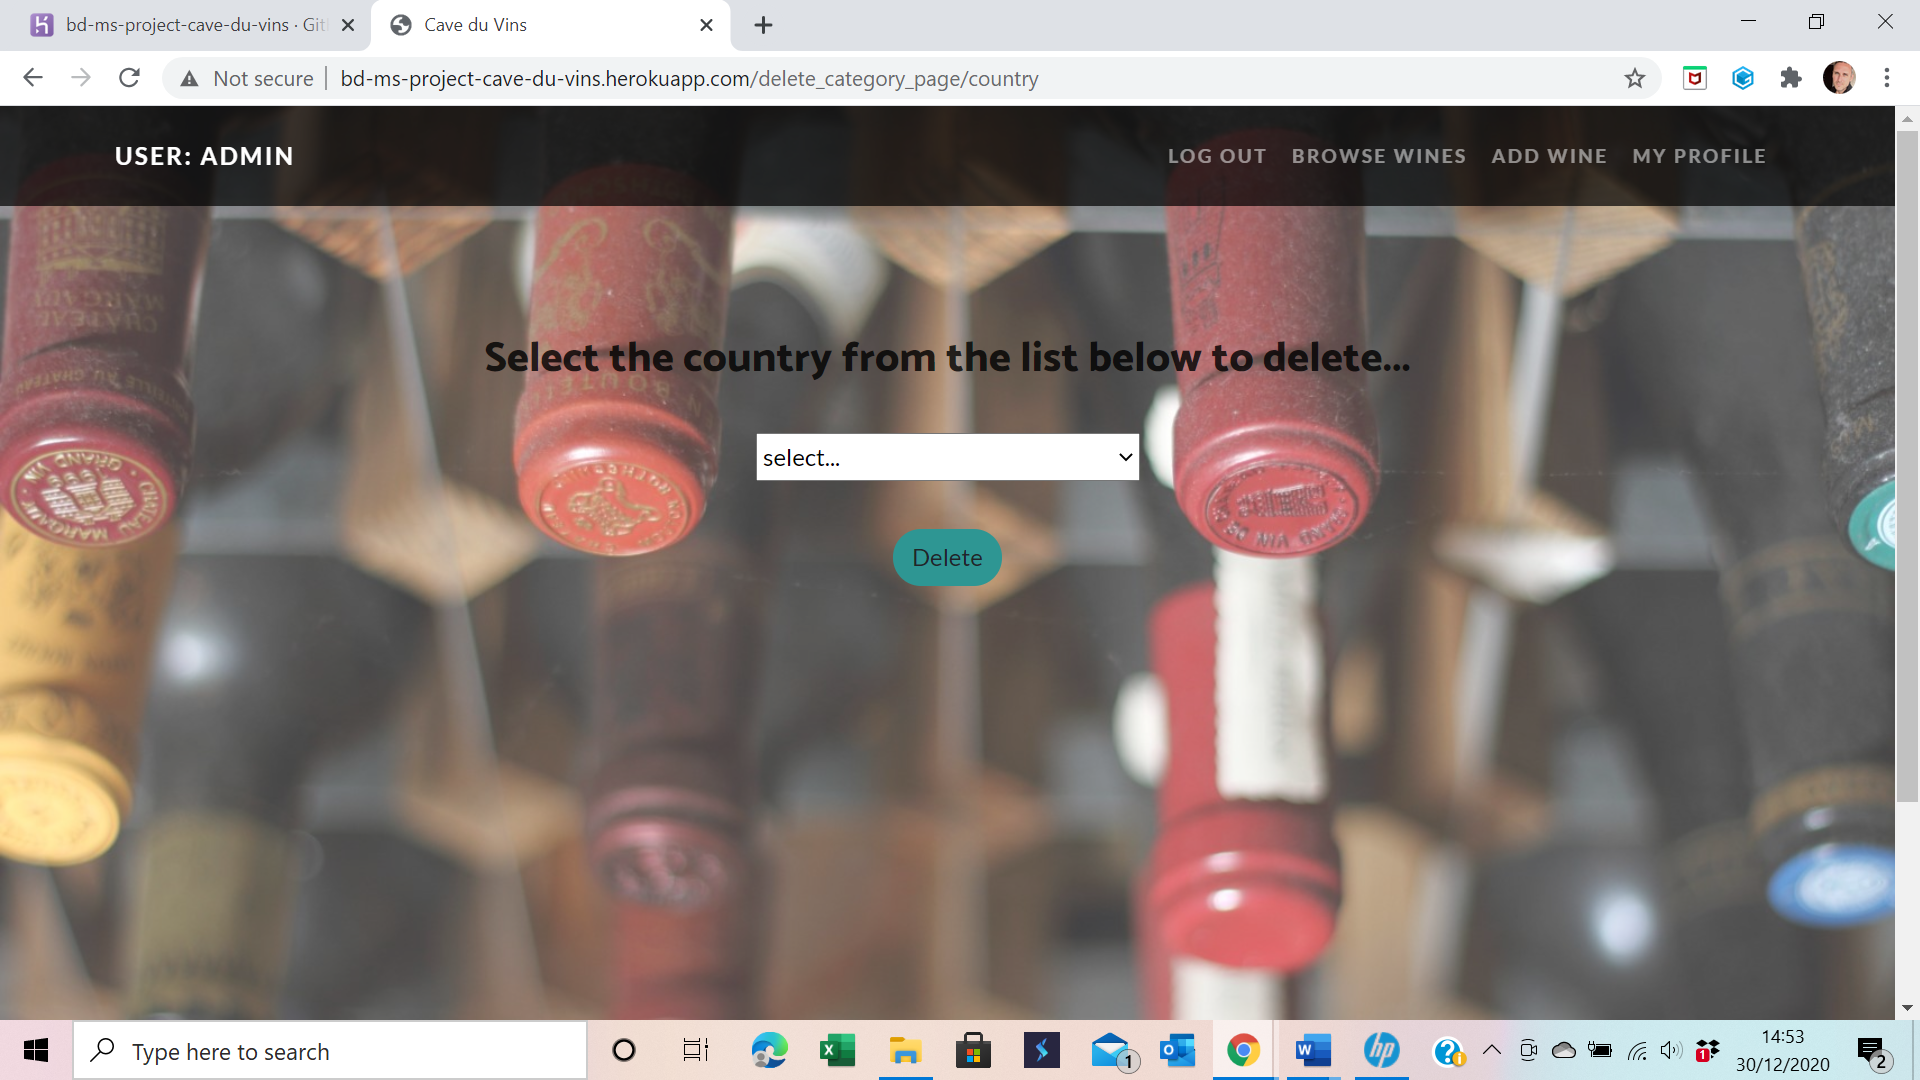 bd-ms-project-cave-du-vins · Git
Cave du Vins
Not secure
bd-ms-project-cave-du-vins.herokuapp.com/delete_category_page/country
USER: ADMIN
LOG OUT BROWSE WINES ADD WINE MY PROFILE
Select the country from the list below to delete...
select...
Delete
Type here to search
1
1
14:53
30/12/2020
2